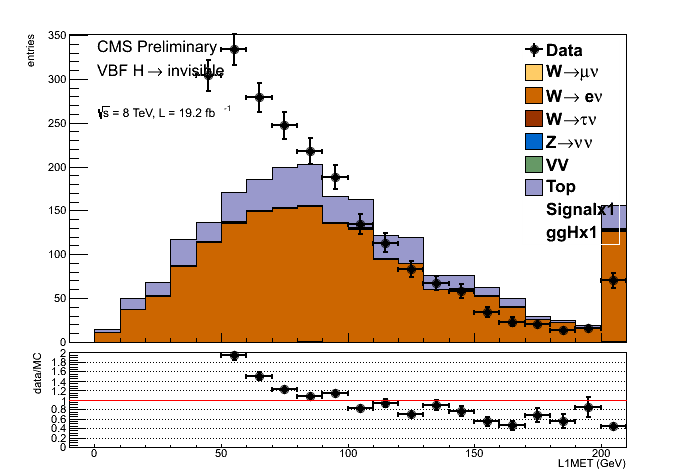 entries
350
300
250
200
150
100
50
0
CMS Preliminary
VBF H → invisible
√s = 8 TeV, L = 19.2 fb⁻¹
Data
W→μν
W→ eν
W→τν
Z→νν
VV
Top
Signalx1
ggHx1
data/MC
2
1.8
1.6
1.4
1.2
1
0.8
0.6
0.4
0.2
0
0 50 100 150 200
L1MET (GeV)